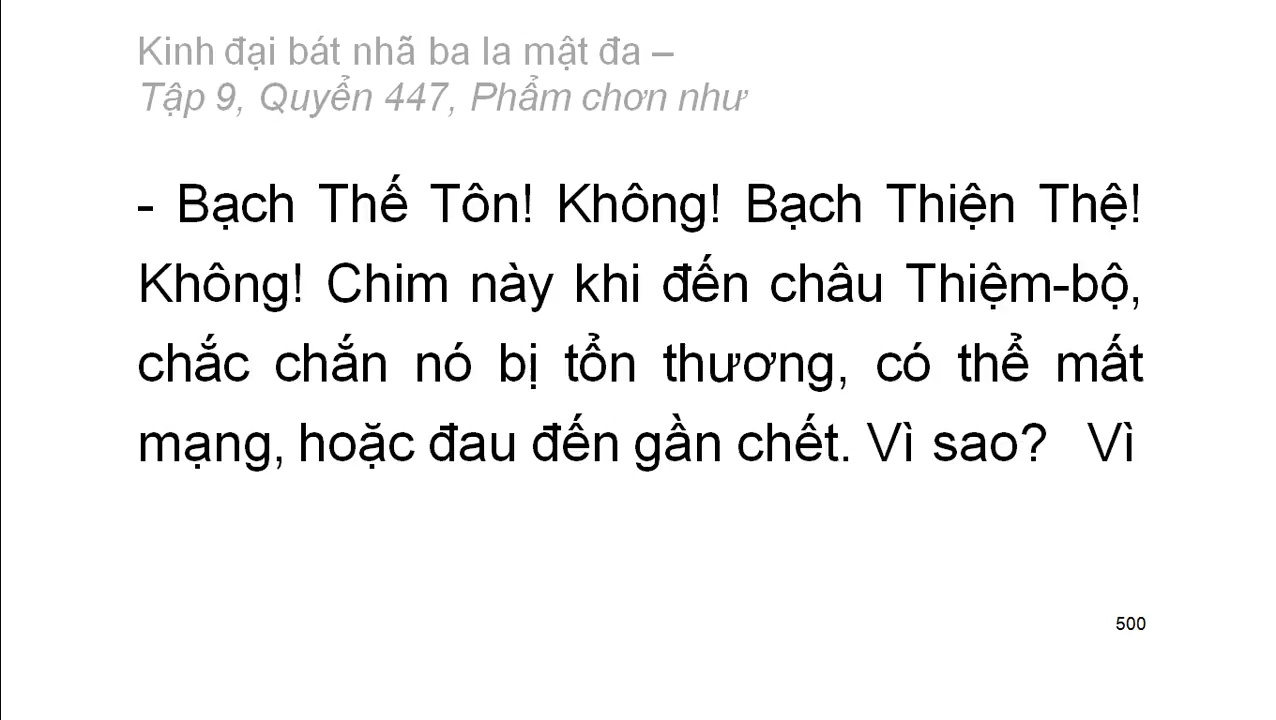 Kinh đại bát nhã ba la mật đa –
Tập 9, Quyển 447, Phẩm chơn như
- Bạch Thế Tôn! Không! Bạch Thiện Thệ!
Không! Chim này khi đến châu Thiệm-bộ,
chắc chắn nó bị tổn thương, có thể mất
mạng, hoặc đau đến gần chết. Vì sao? Vì
500